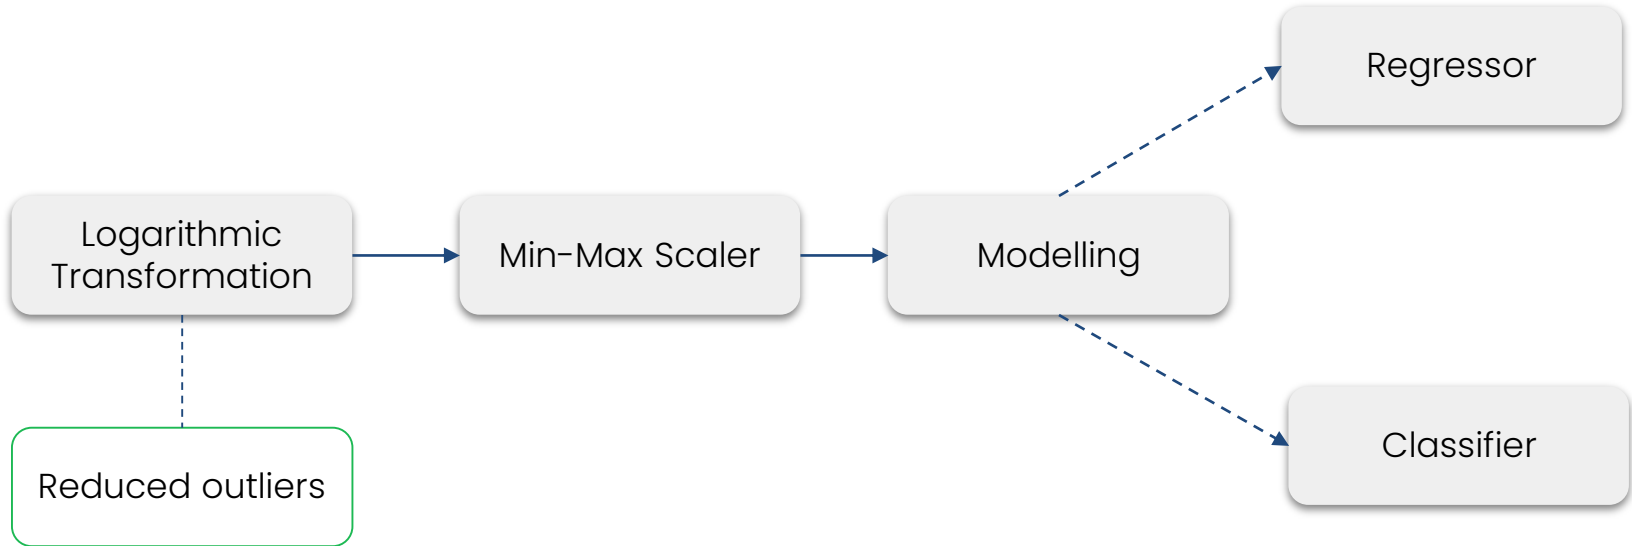 Regressor
Logarithmic
Transformation
Min-Max Scaler
Modelling
Classifier
Reduced outliers